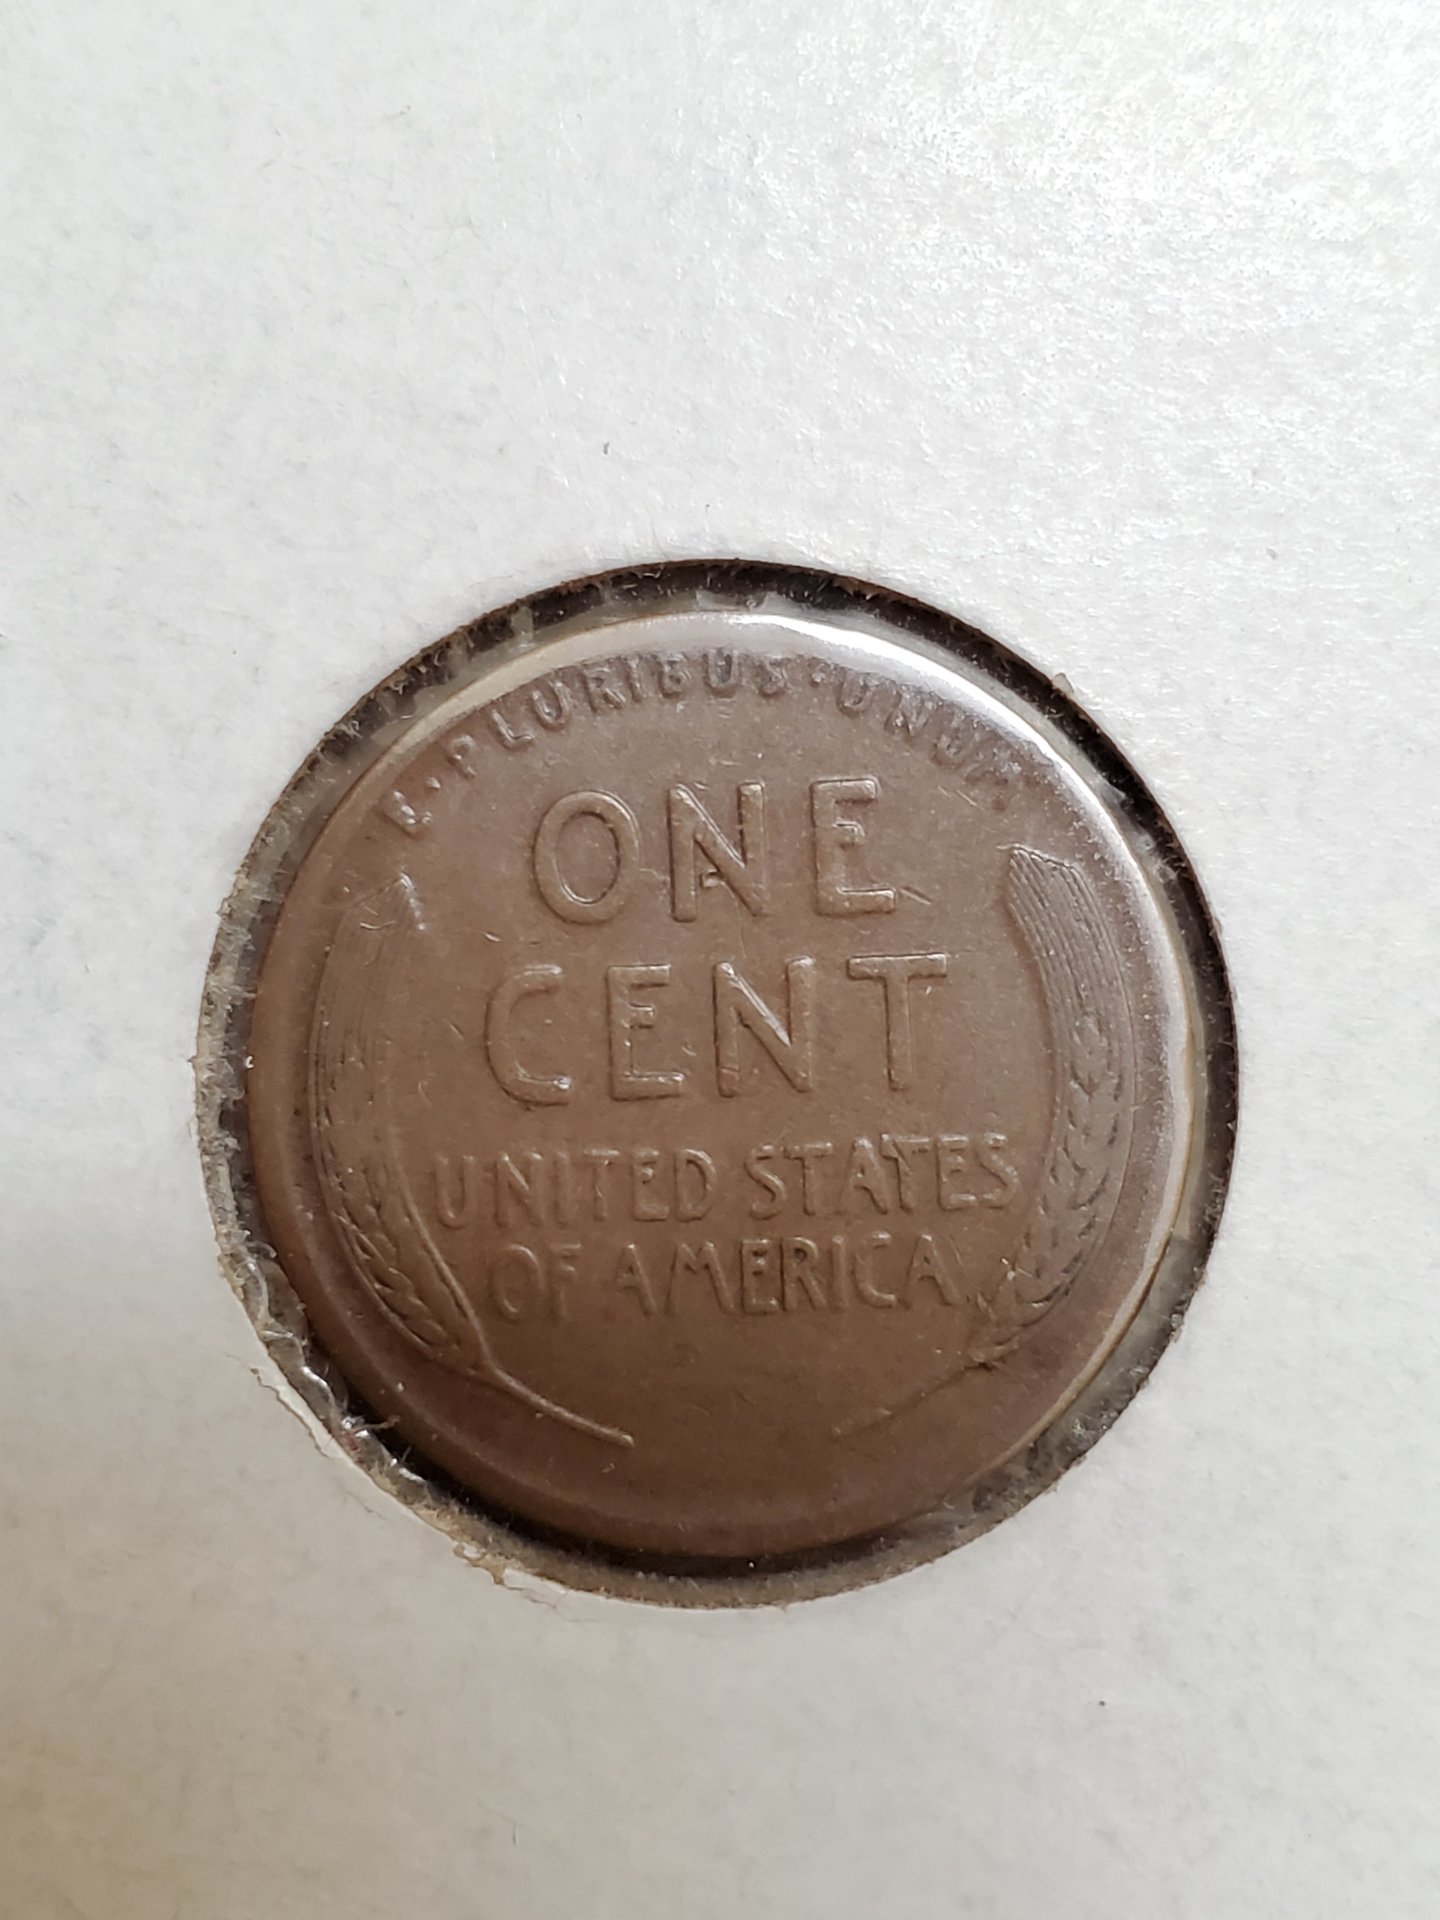 E · PLURIBUS · UNUM
ONE
CENT
UNITED STATES
OF AMERICA